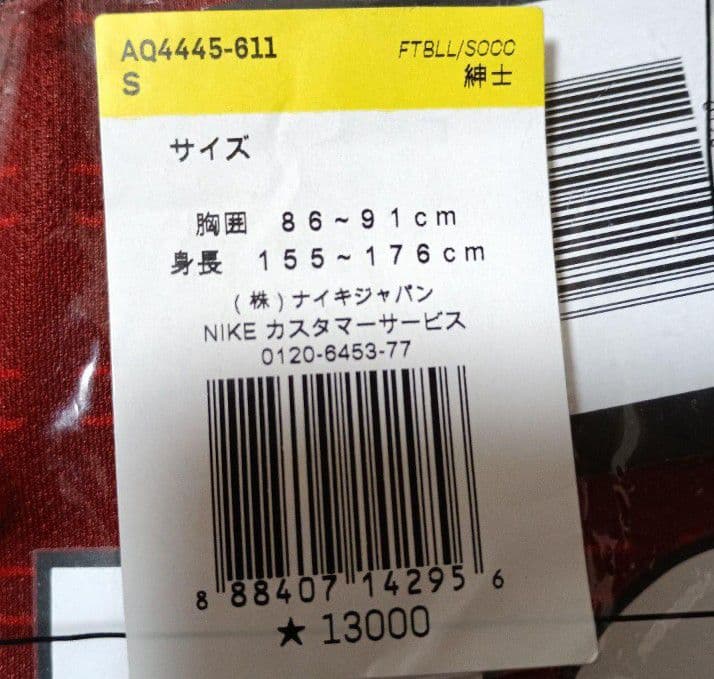 AQ4445-611 FTBLL/SOCC
S 紳士
サイズ
胸囲 86~91cm
身長 155~176cm
(株)ナイキジャパン
NIKE カスタマーサービス
0120-6453-77
8 88407 14295 6
★ 13000